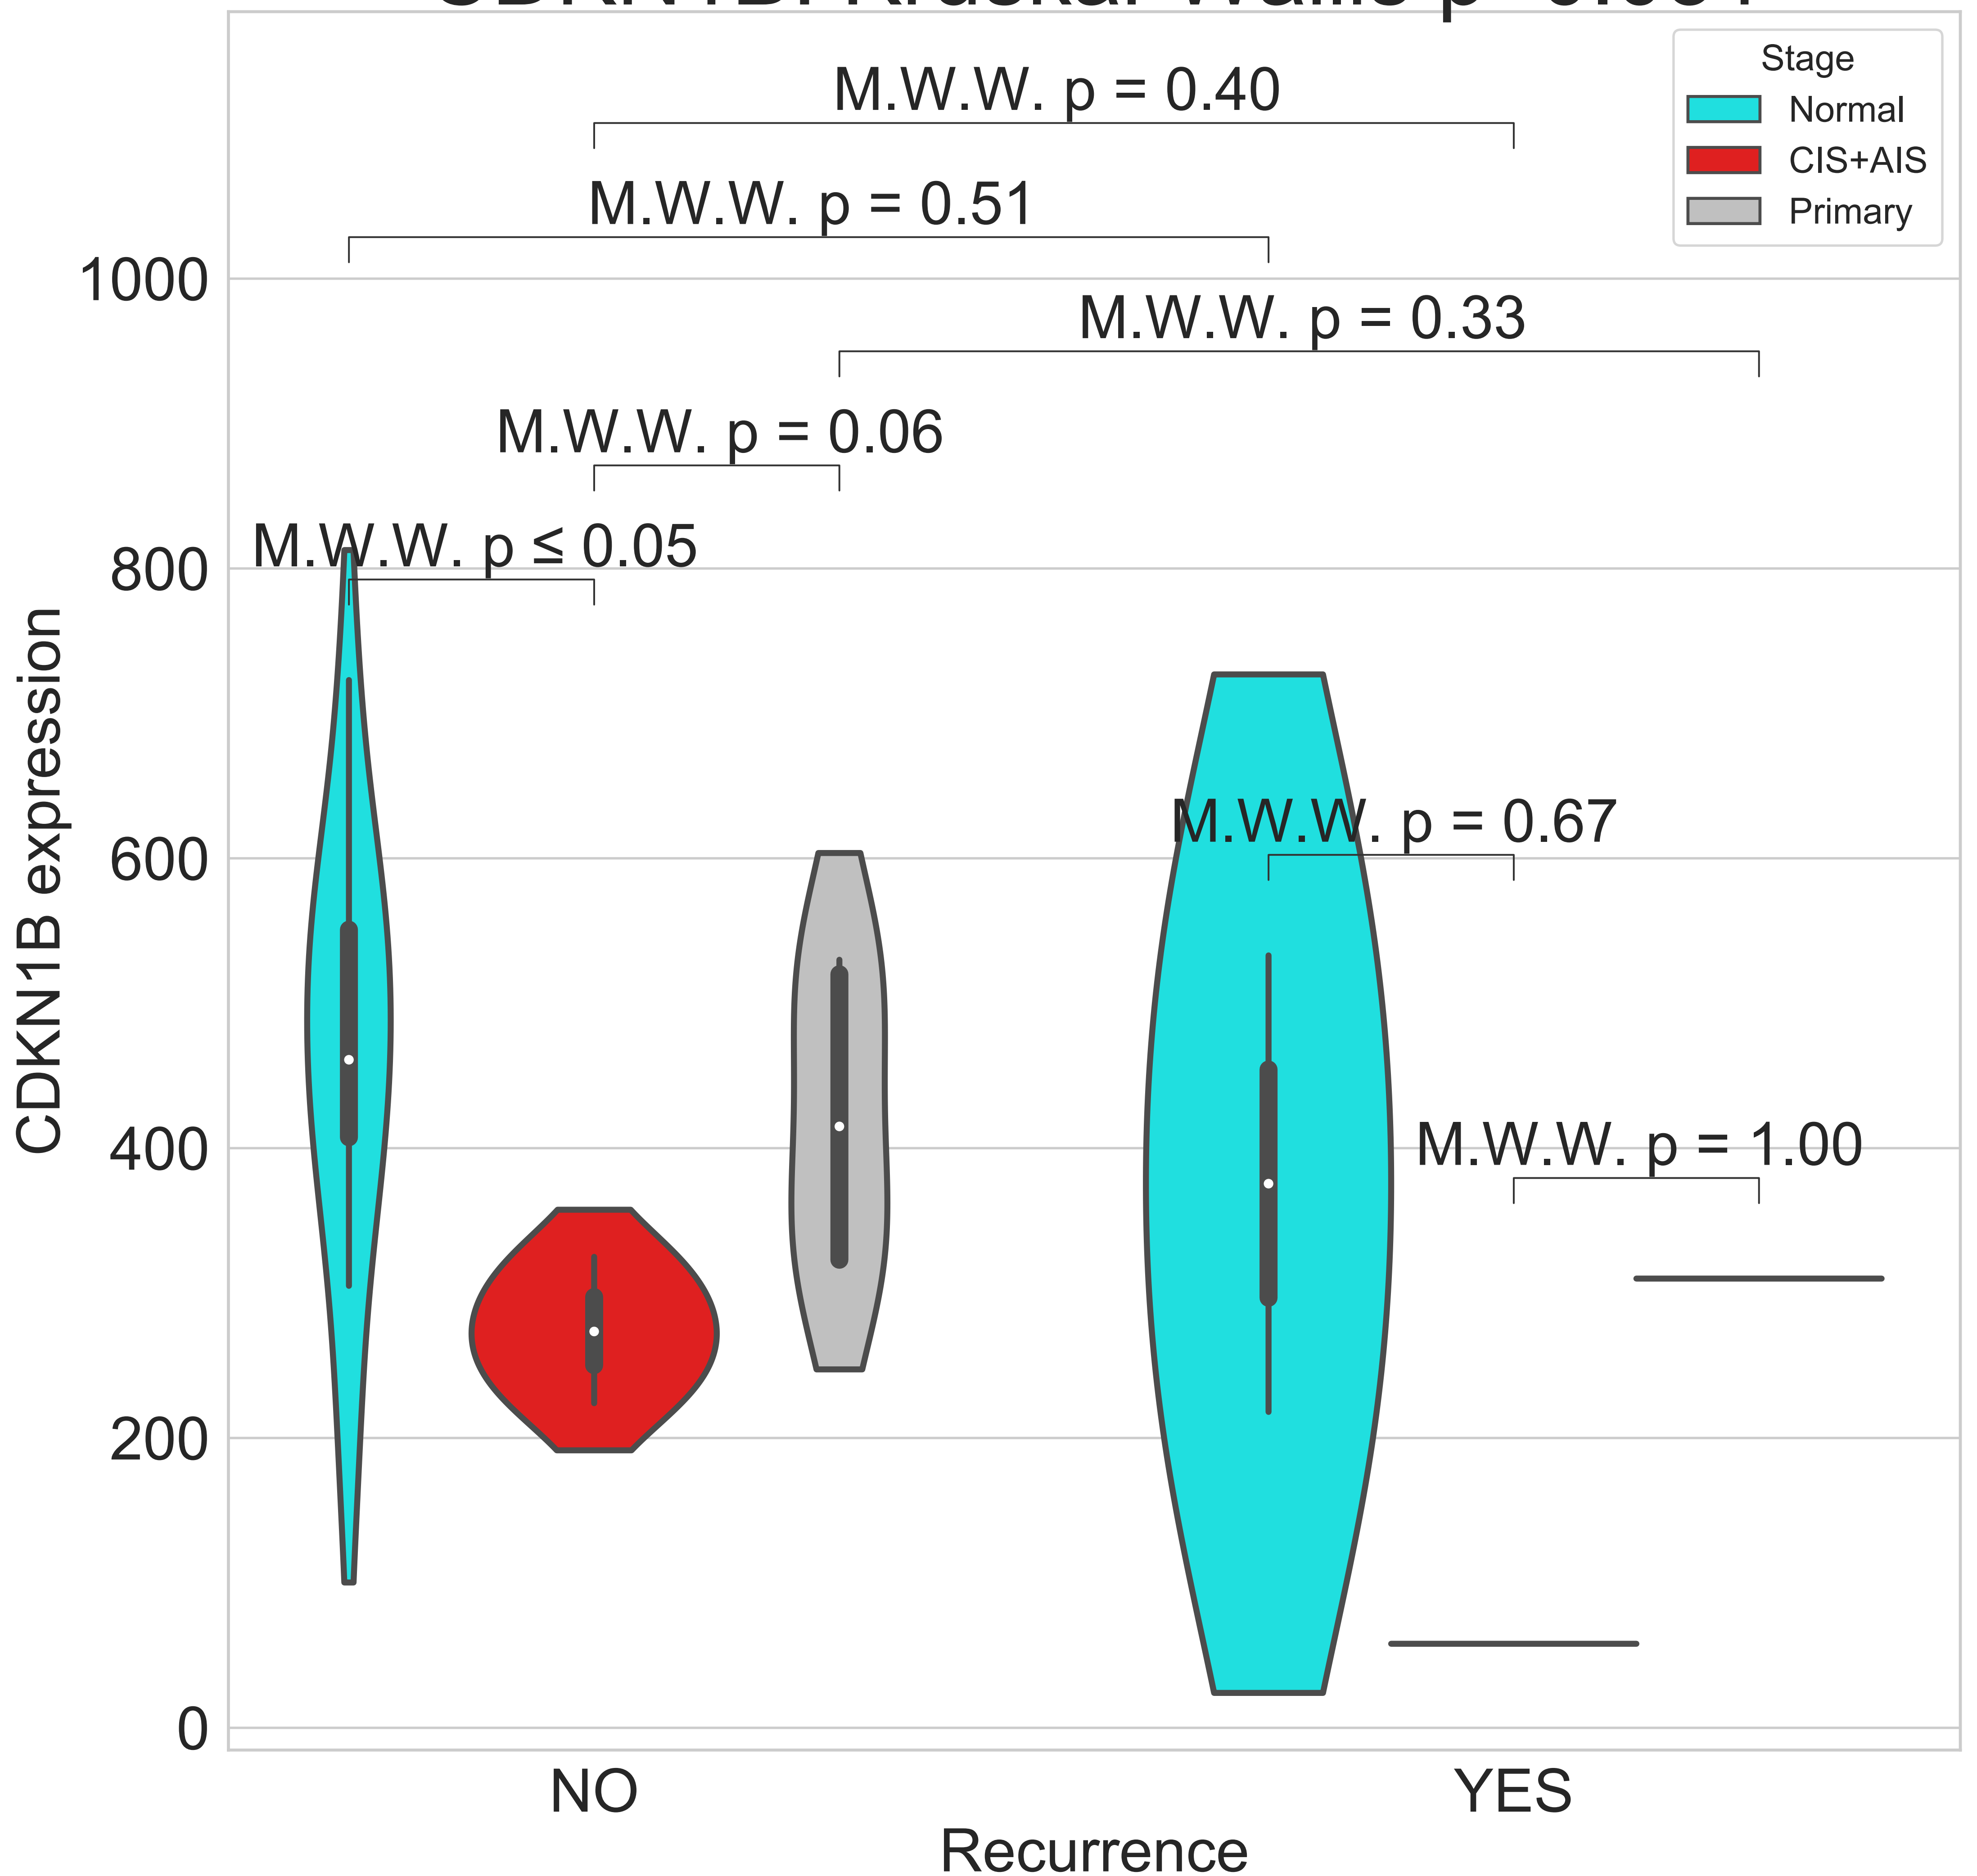 Stage
Normal
CIS+AIS
Primary
M.W.W. p = 0.40
M.W.W. p = 0.51
M.W.W. p = 0.33
M.W.W. p = 0.06
M.W.W. p ≤ 0.05
M.W.W. p = 0.67
M.W.W. p = 1.00
1000
800
600
400
200
0
CDKN1B expression
NO
YES
Recurrence